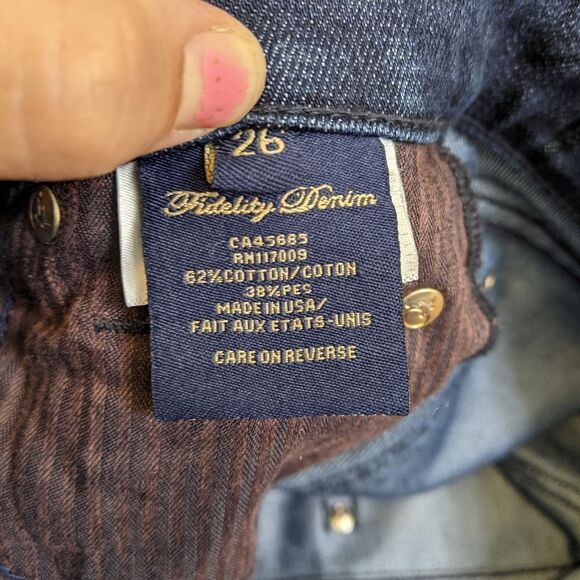 26
Fidelity Denim
CA45665
RN117009
62%COTTON/COTON
38%PES
MADE IN USA/
FAIT AUX ETATS-UNIS
CARE ON REVERSE